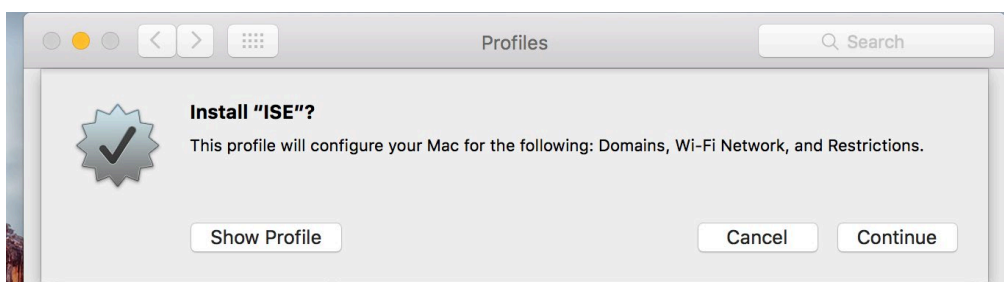 Profiles
Search
Install "ISE"?
This profile will configure your Mac for the following: Domains, Wi-Fi Network, and Restrictions.
Show Profile
Cancel
Continue